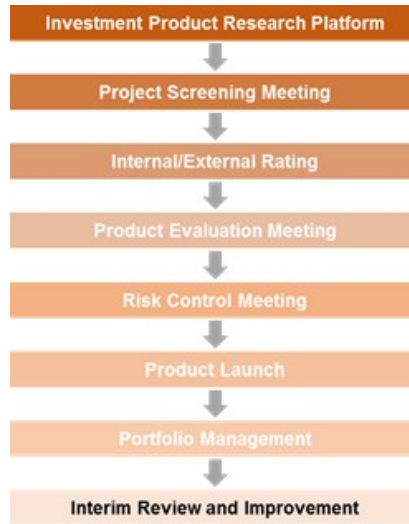 Investment Product Research Platform
Project Screening Meeting
Internal/External Rating
Product Evaluation Meeting
Risk Control Meeting
Product Launch
Portfolio Management
Interim Review and Improvement